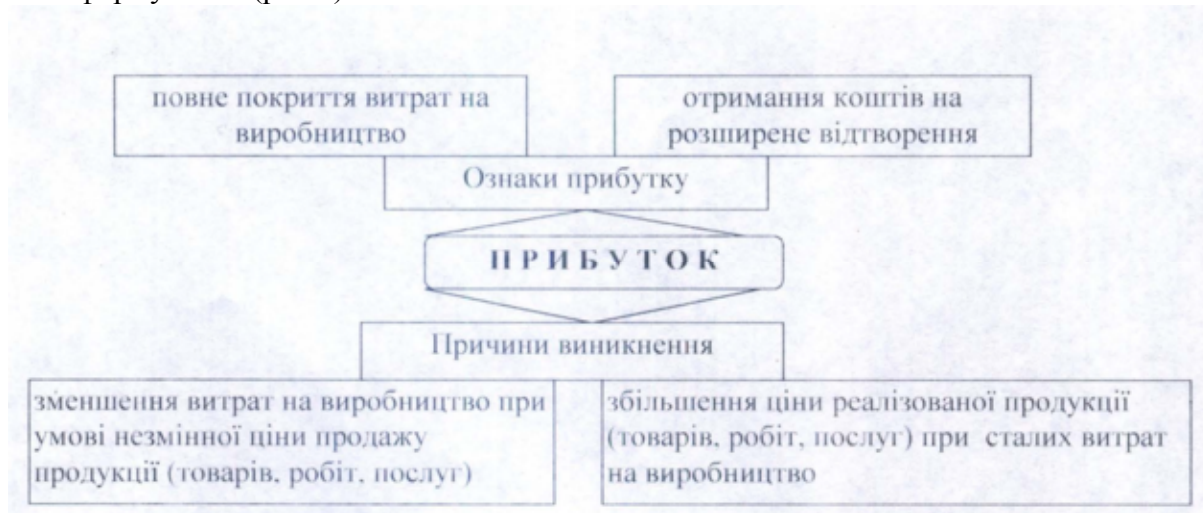 повне покриття витрат на
виробництво
отримання коштів на
розширене відтворення
Ознаки прибутку
ПРИБУТОК
Причини виникнення
зменшення витрат на виробництво при
умові незмінної ціни продажу
продукції (товарів, робіт, послуг)
збільшення ціни реалізованої продукції
(товарів, робіт, послуг) при сталих витрат
на виробництво